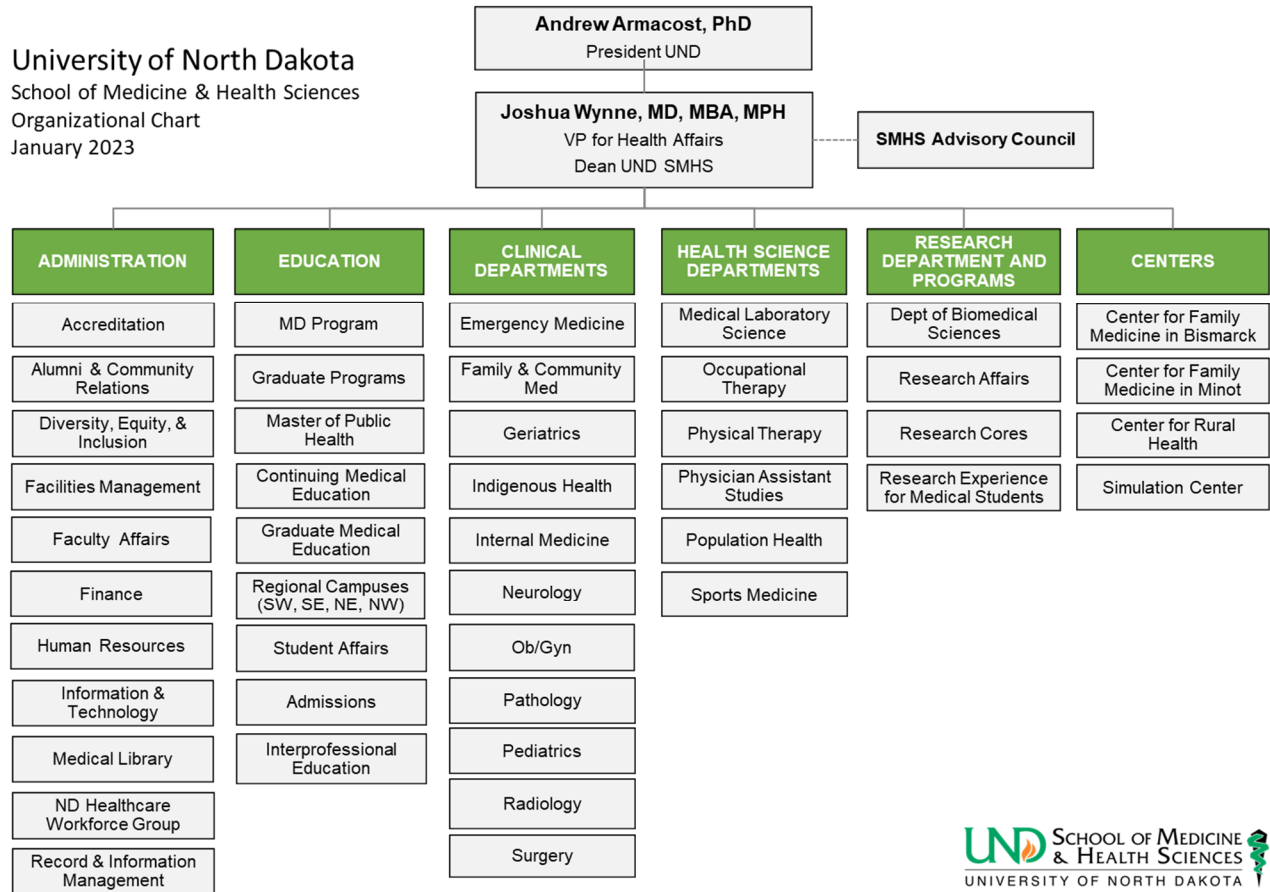 University of North Dakota
School of Medicine & Health Sciences
Organizational Chart
January 2023
Andrew Armacost, PhD
President UND
Joshua Wynne, MD, MBA, MPH
VP for Health Affairs
Dean UND SMHS
SMHS Advisory Council
ADMINISTRATION
Accreditation
Alumni & Community
Relations
Diversity, Equity, &
Inclusion
Facilities Management
Faculty Affairs
Finance
Human Resources
Information &
Technology
Medical Library
ND Healthcare
Workforce Group
Record & Information
Management
EDUCATION
MD Program
Graduate Programs
Master of Public
Health
Continuing Medical
Education
Graduate Medical
Education
Regional Campuses
(SW, SE, NE, NW)
Student Affairs
Admissions
Interprofessional
Education
CLINICAL
DEPARTMENTS
Emergency Medicine
Family & Community
Med
Geriatrics
Indigenous Health
Internal Medicine
Neurology
Ob/Gyn
Pathology
Pediatrics
Radiology
Surgery
HEALTH SCIENCE
DEPARTMENTS
Medical Laboratory
Science
Occupational
Therapy
Physical Therapy
Physician Assistant
Studies
Population Health
Sports Medicine
RESEARCH
DEPARTMENT AND
PROGRAMS
Dept of Biomedical
Sciences
Research Affairs
Research Cores
Research Experience
for Medical Students
CENTERS
Center for Family
Medicine in Bismarck
Center for Family
Medicine in Minot
Center for Rural
Health
Simulation Center
UND
SCHOOL OF MEDICINE
& HEALTH SCIENCES
UNIVERSITY OF NORTH DAKOTA